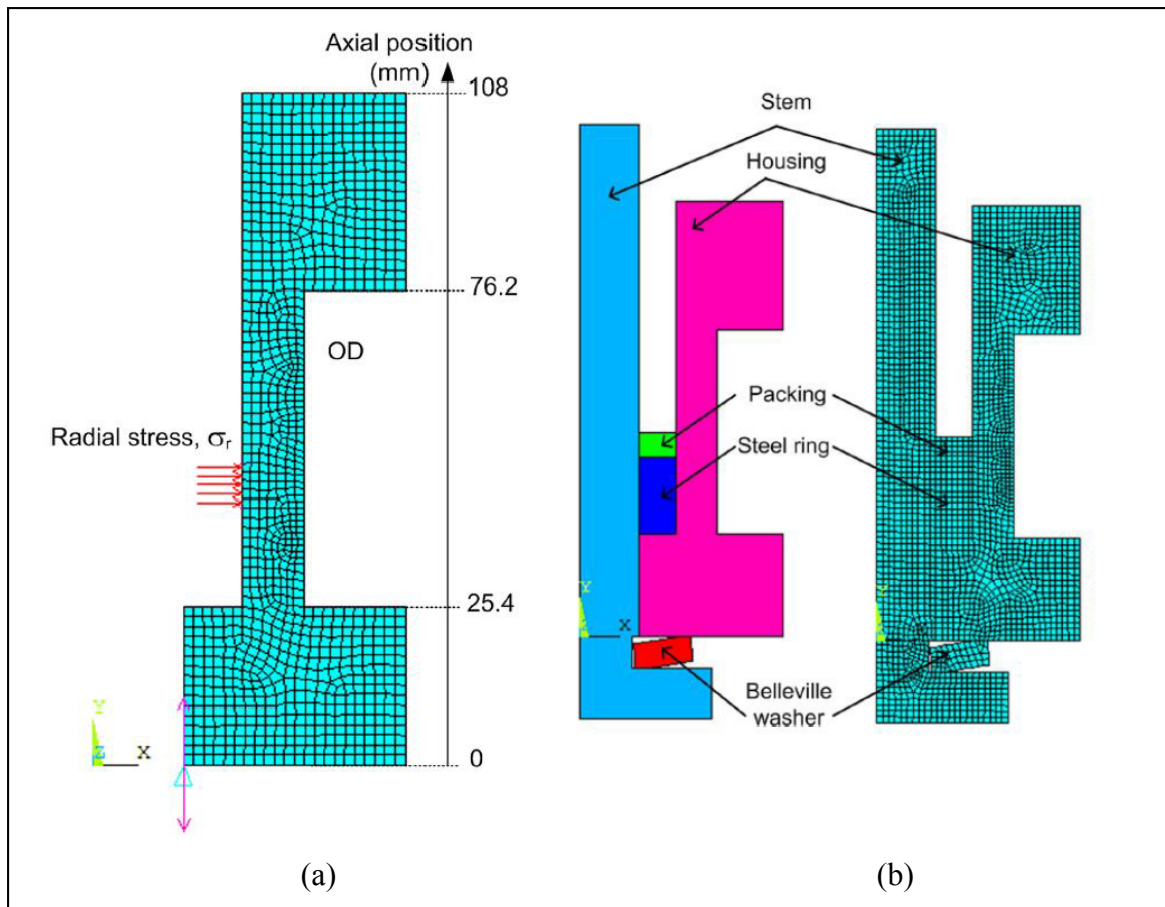 Axial position
(mm)
108
76.2
OD
Radial stress, σr
25.4
0
Y
Z
X
(a)
Stem
Housing
Packing
Steel ring
Y
X
Belleville
washer
Y
(b)